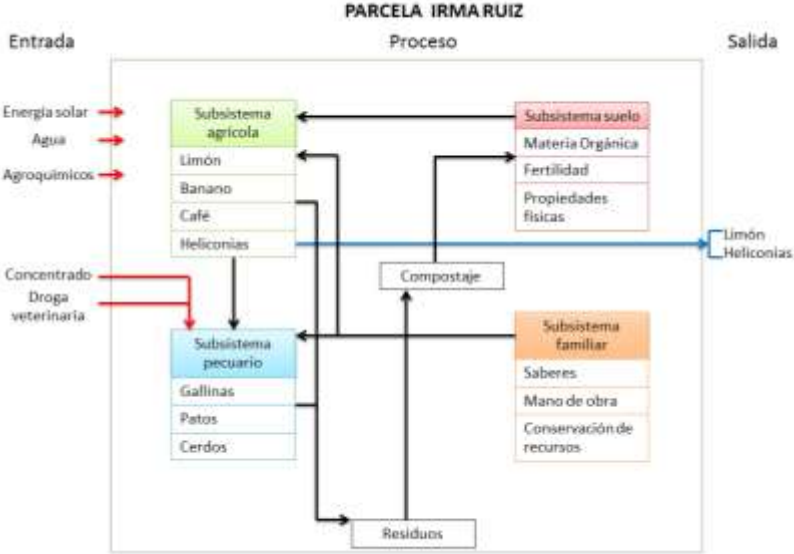 PARCELA IRMA RUIZ
Entrada
Proceso
Salida
Energía solar
Agua
Agroquímicos
Concentrado
Droga
veterinaria
Subsistema
agrícola
Limón
Banano
Café
Heliconias
Subsistema
pecuario
Gallinas
Patos
Cerdos
Compostaje
Residuos
Subsistema suelo
Materia Orgánica
Fertilidad
Propiedades
físicas
Subsistema
familiar
Saberes
Mano de obra
Conservación de
recursos
Limón
Heliconias